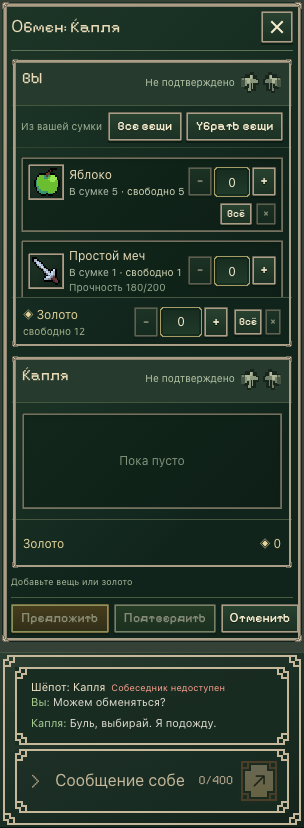 Обмен: Капля
×
Вы
Не подтверждено
Из вашей сумки
Все вещи
Убрать вещи
Яблоко
В сумке 5 · свободно 5
−
0
+
Всё
×
Простой меч
В сумке 1 · свободно 1
Прочность 180/200
−
0
+
Золото
свободно 12
−
0
+
Всё
×
Капля
Не подтверждено
Пока пусто
Золото
0
Добавьте вещь или золото
Предложить
Подтвердить
Отменить
Шёпот: Капля Собеседник недоступен
Вы: Можем обменяться?
Капля: Буль, выбирай. Я подожду.
Сообщение собе
0/400